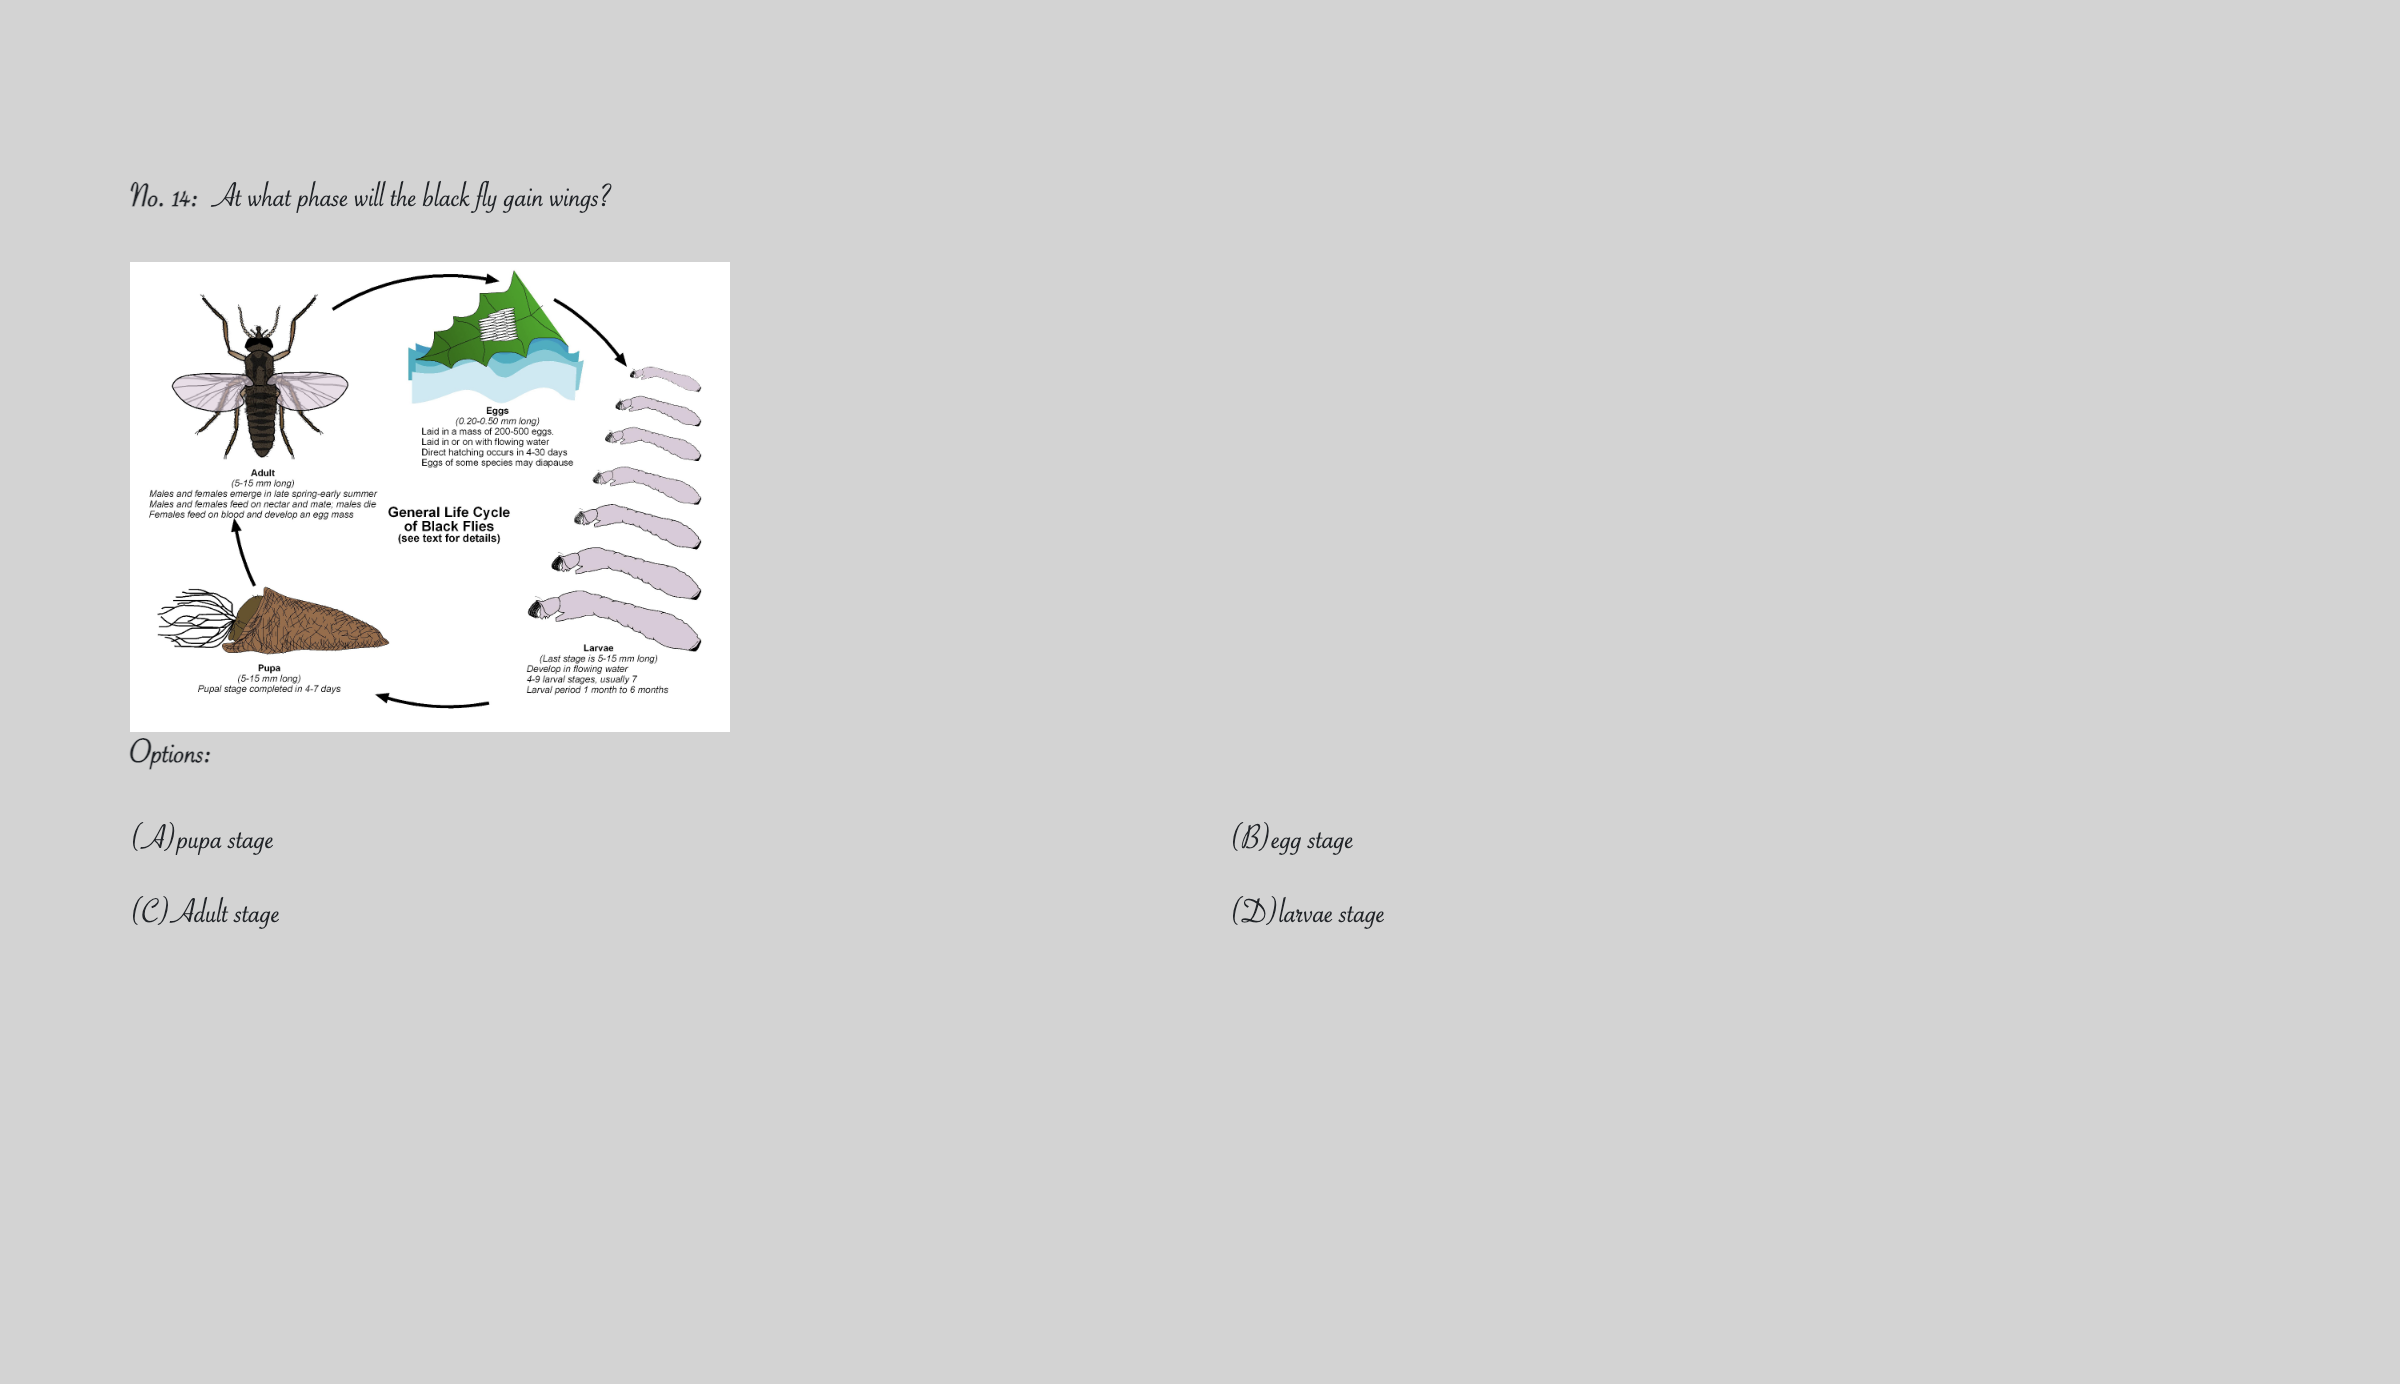 No. 14: At what phase will the black fly gain wings?
Eggs
(0.20-0.50 mm long)
Laid in a mass of 200-500 eggs.
Laid in or on with flowing water
Direct hatching occurs in 4-30 days
Eggs of some species may diapause
Adult
(5-15 mm long)
Males and females emerge in late spring-early summer
Males and females feed on nectar and mate; males die
Females feed on blood and develop an egg mass
General Life Cycle
of Black Flies
(see text for details)
Larvae
(Last stage is 5-15 mm long)
Develop in flowing water
4-9 larval stages, usually 7
Larval period 1 month to 6 months
Pupa
(5-15 mm long)
Pupal stage completed in 4-7 days
Options:
(A)pupa stage
(B)egg stage
(C)Adult stage
(D)larvae stage